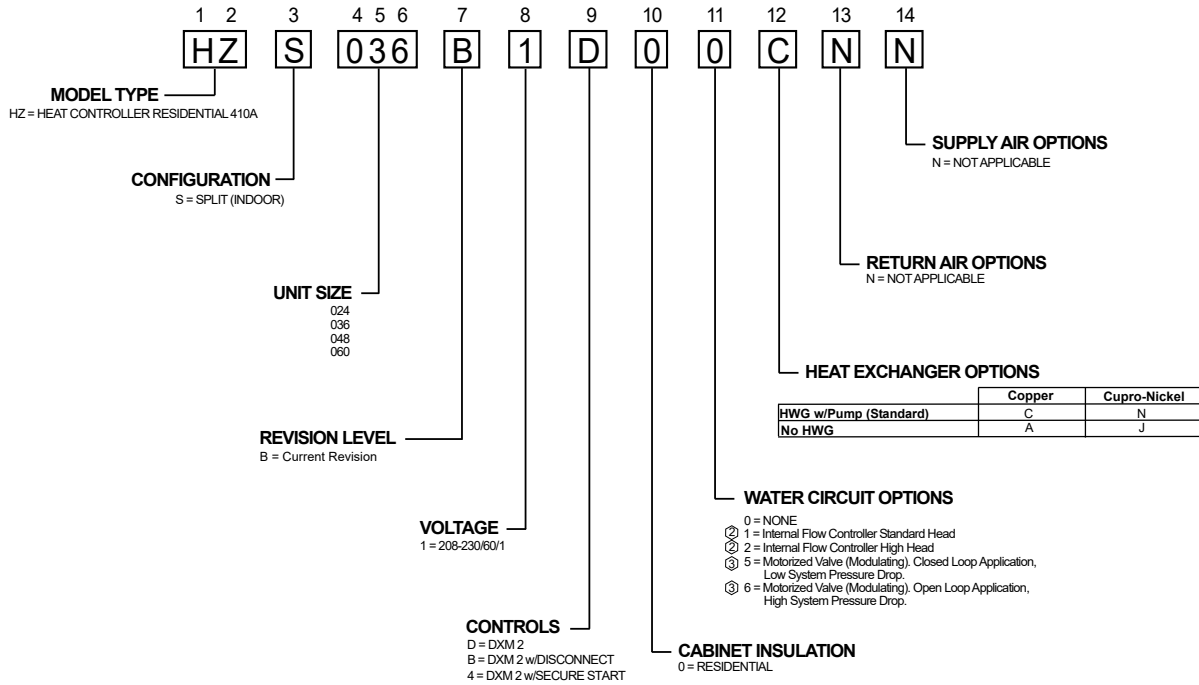 1 2 3 4 5 6 7 8 9 10 11 12 13 14
HZ S 036 B 1 D 0 0 C N N
MODEL TYPE
HZ = HEAT CONTROLLER RESIDENTIAL 410A
CONFIGURATION
S = SPLIT (INDOOR)
UNIT SIZE
024
036
048
060
REVISION LEVEL
B = Current Revision
VOLTAGE
1 = 208-230/60/1
CONTROLS
D = DXM 2
B = DXM 2 w/DISCONNECT
4 = DXM 2 w/SECURE START
CABINET INSULATION
0 = RESIDENTIAL
WATER CIRCUIT OPTIONS
0 = NONE
2 1 = Internal Flow Controller Standard Head
2 2 = Internal Flow Controller High Head
3 5 = Motorized Valve (Modulating). Closed Loop Application,
Low System Pressure Drop.
3 6 = Motorized Valve (Modulating). Open Loop Application,
High System Pressure Drop.
HEAT EXCHANGER OPTIONS
Copper Cupro-Nickel
HWG w/Pump (Standard) C N
No HWG A J
RETURN AIR OPTIONS
N = NOT APPLICABLE
SUPPLY AIR OPTIONS
N = NOT APPLICABLE